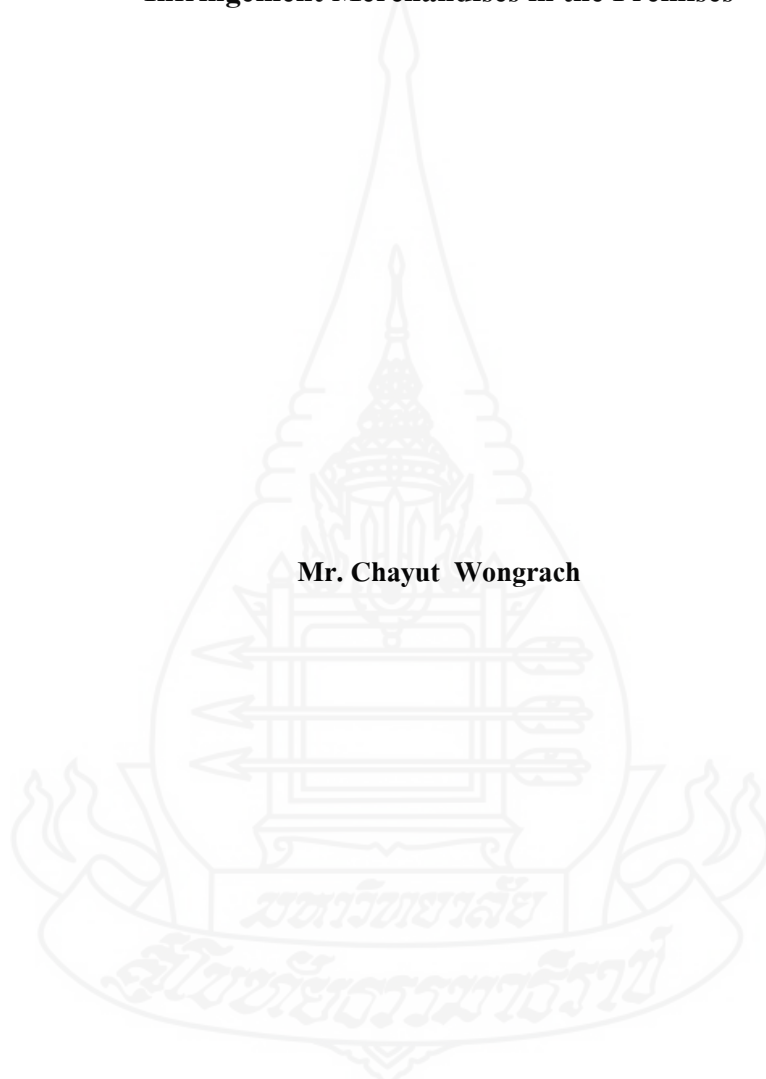 Infringement Merchandises in the Premises
Mr. Chayut Wongrach
มหาวิทยาลัย
สุโขทัยธรรมาธิราช